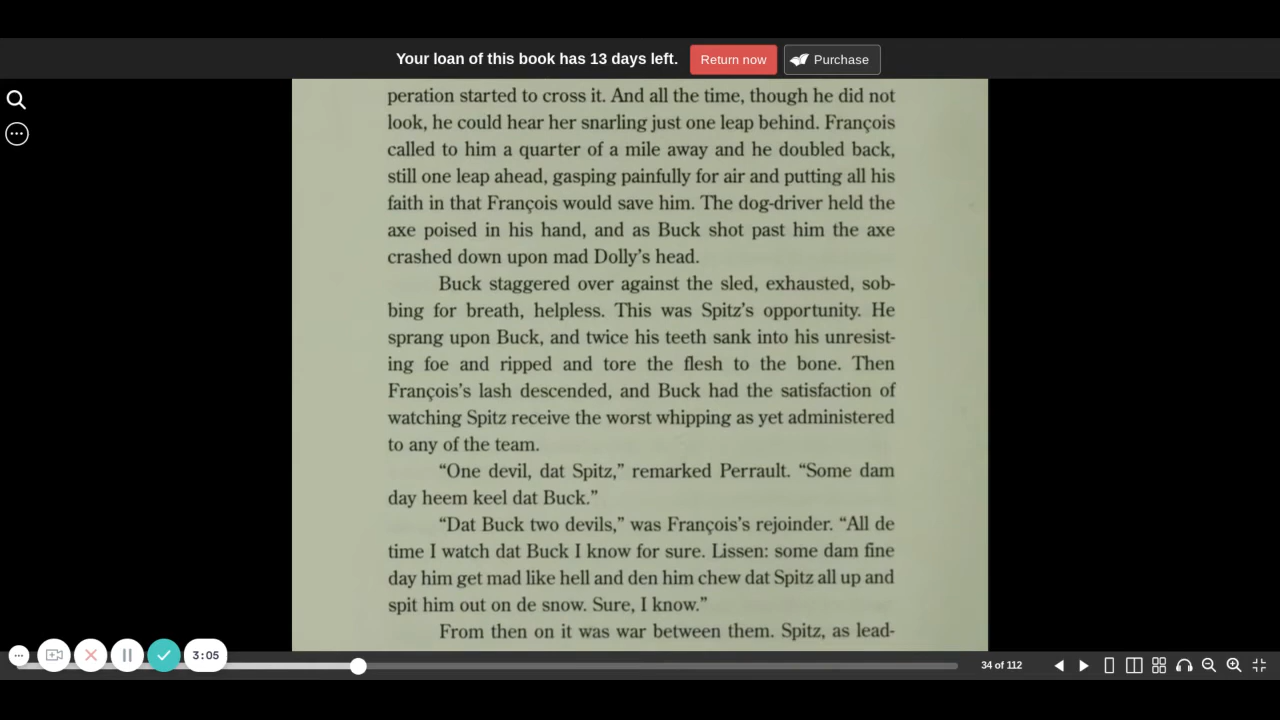 Your loan of this book has 13 days left. Return now Purchase
peration started to cross it. And all the time, though he did not
look, he could hear her snarling just one leap behind. François
called to him a quarter of a mile away and he doubled back,
still one leap ahead, gasping painfully for air and putting all his
faith in that François would save him. The dog-driver held the
axe poised in his hand, and as Buck shot past him the axe
crashed down upon mad Dolly's head.
Buck staggered over against the sled, exhausted, sob-
bing for breath, helpless. This was Spitz's opportunity. He
sprang upon Buck, and twice his teeth sank into his unresist-
ing foe and ripped and tore the flesh to the bone. Then
François's lash descended, and Buck had the satisfaction of
watching Spitz receive the worst whipping as yet administered
to any of the team.
“One devil, dat Spitz,” remarked Perrault. “Some dam
day heem keel dat Buck.”
“Dat Buck two devils,” was François's rejoinder. “All de
time I watch dat Buck I know for sure. Lissen: some dam fine
day him get mad like hell and den him chew dat Spitz all up and
spit him out on de snow. Sure, I know.”
From then on it was war between them. Spitz, as lead-
3:05
34 of 112